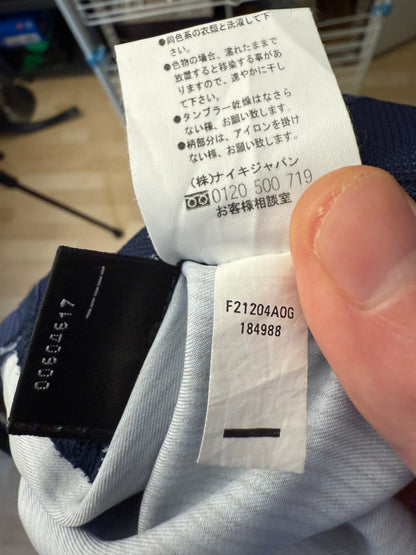 ●同色系の衣類と洗濯して下
さい。
●色物の場合、濡れたままで
放置すると移染する事があ
りますので、速やかに干し
て下さい。
●タンブラー乾燥はなさら
ない様、お願い致します。
●柄部分は、アイロンを掛け
ない様、お願い致します。
(株)ナイキジャパン
0120 500 719
お客様相談室
F21204AOG
184988
00604617